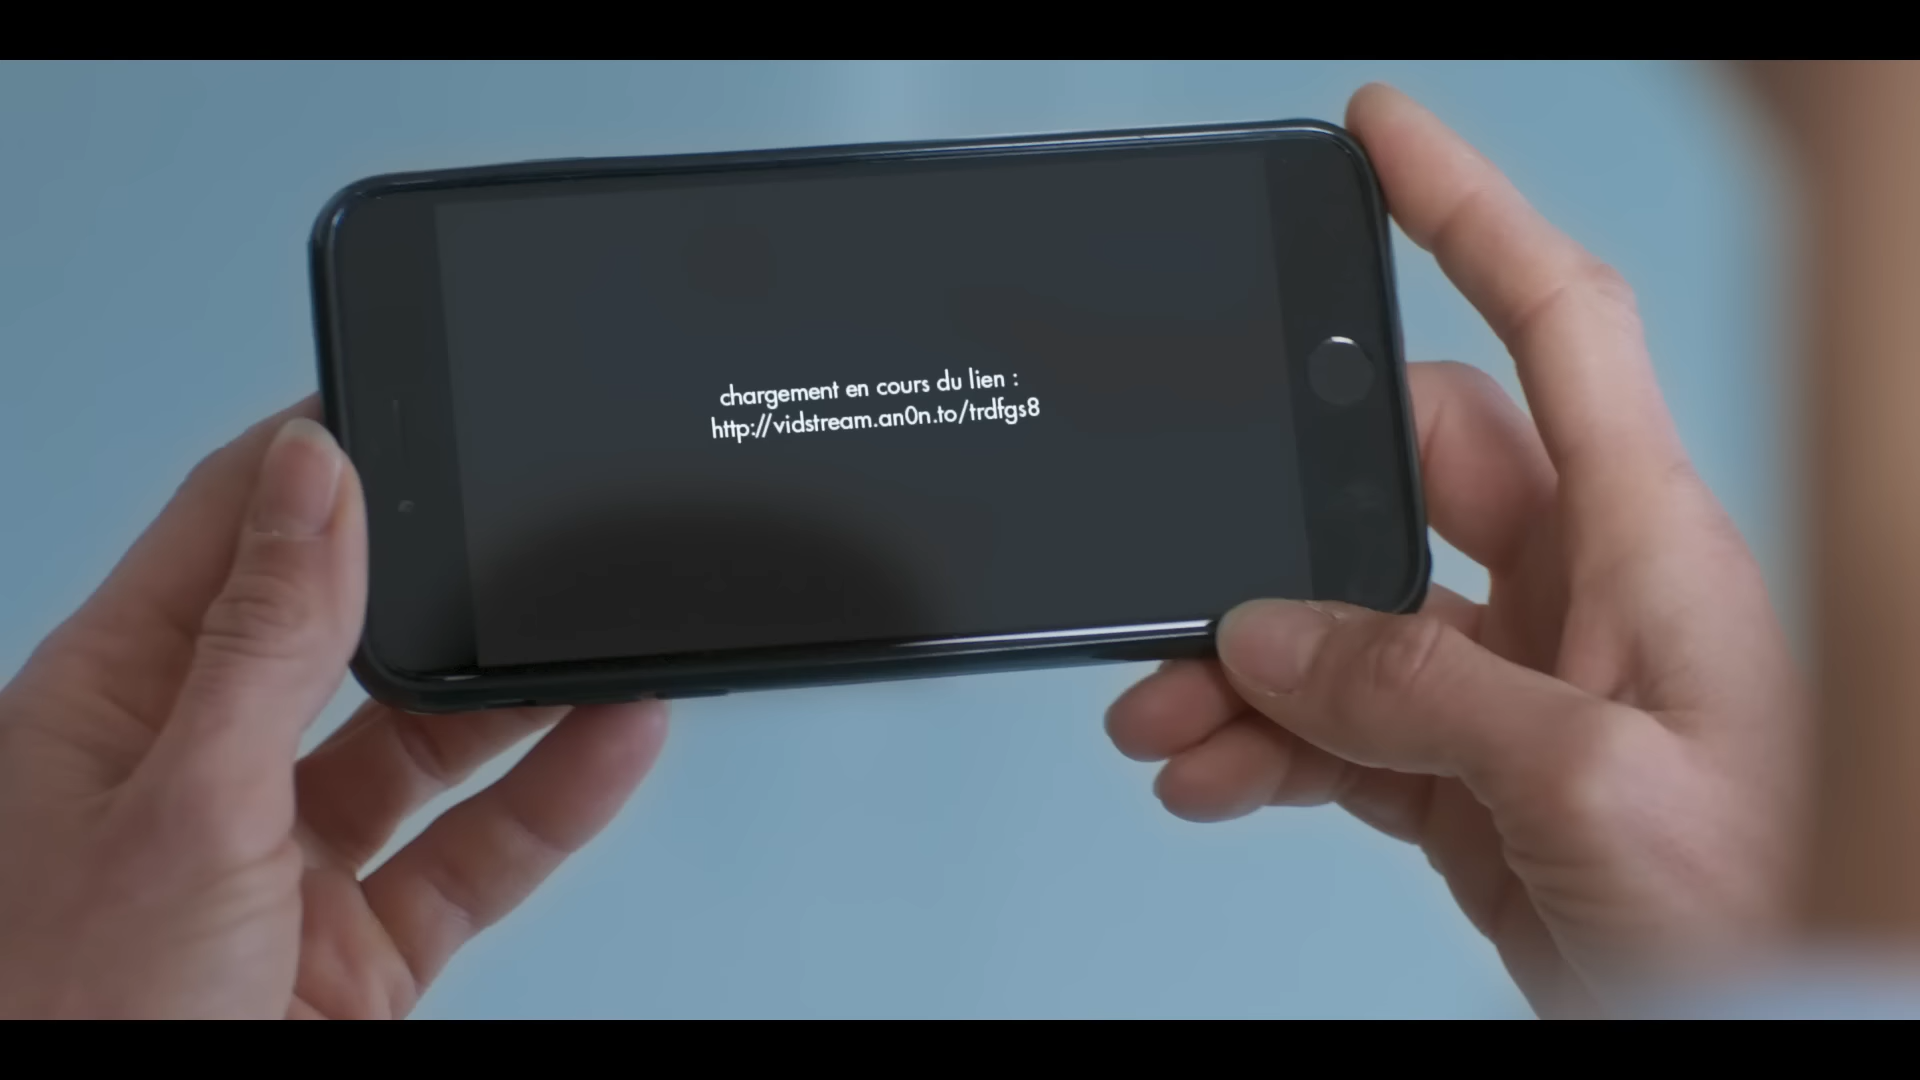 chargement en cours du lien :
http://vidstream.an0n.to/trdfgs8